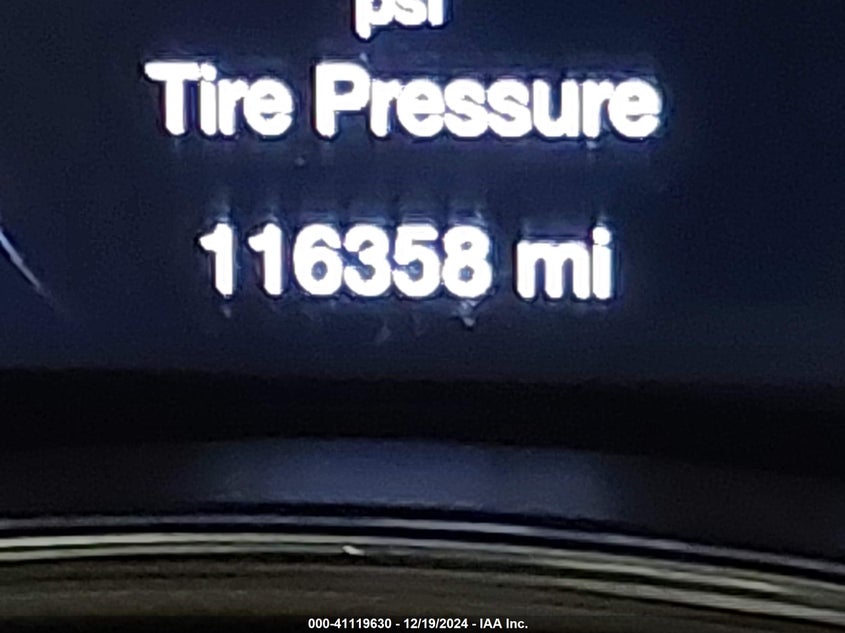 psi
Tire Pressure
116358 mi
000-41119630 - 12/19/2024 - IAA Inc.